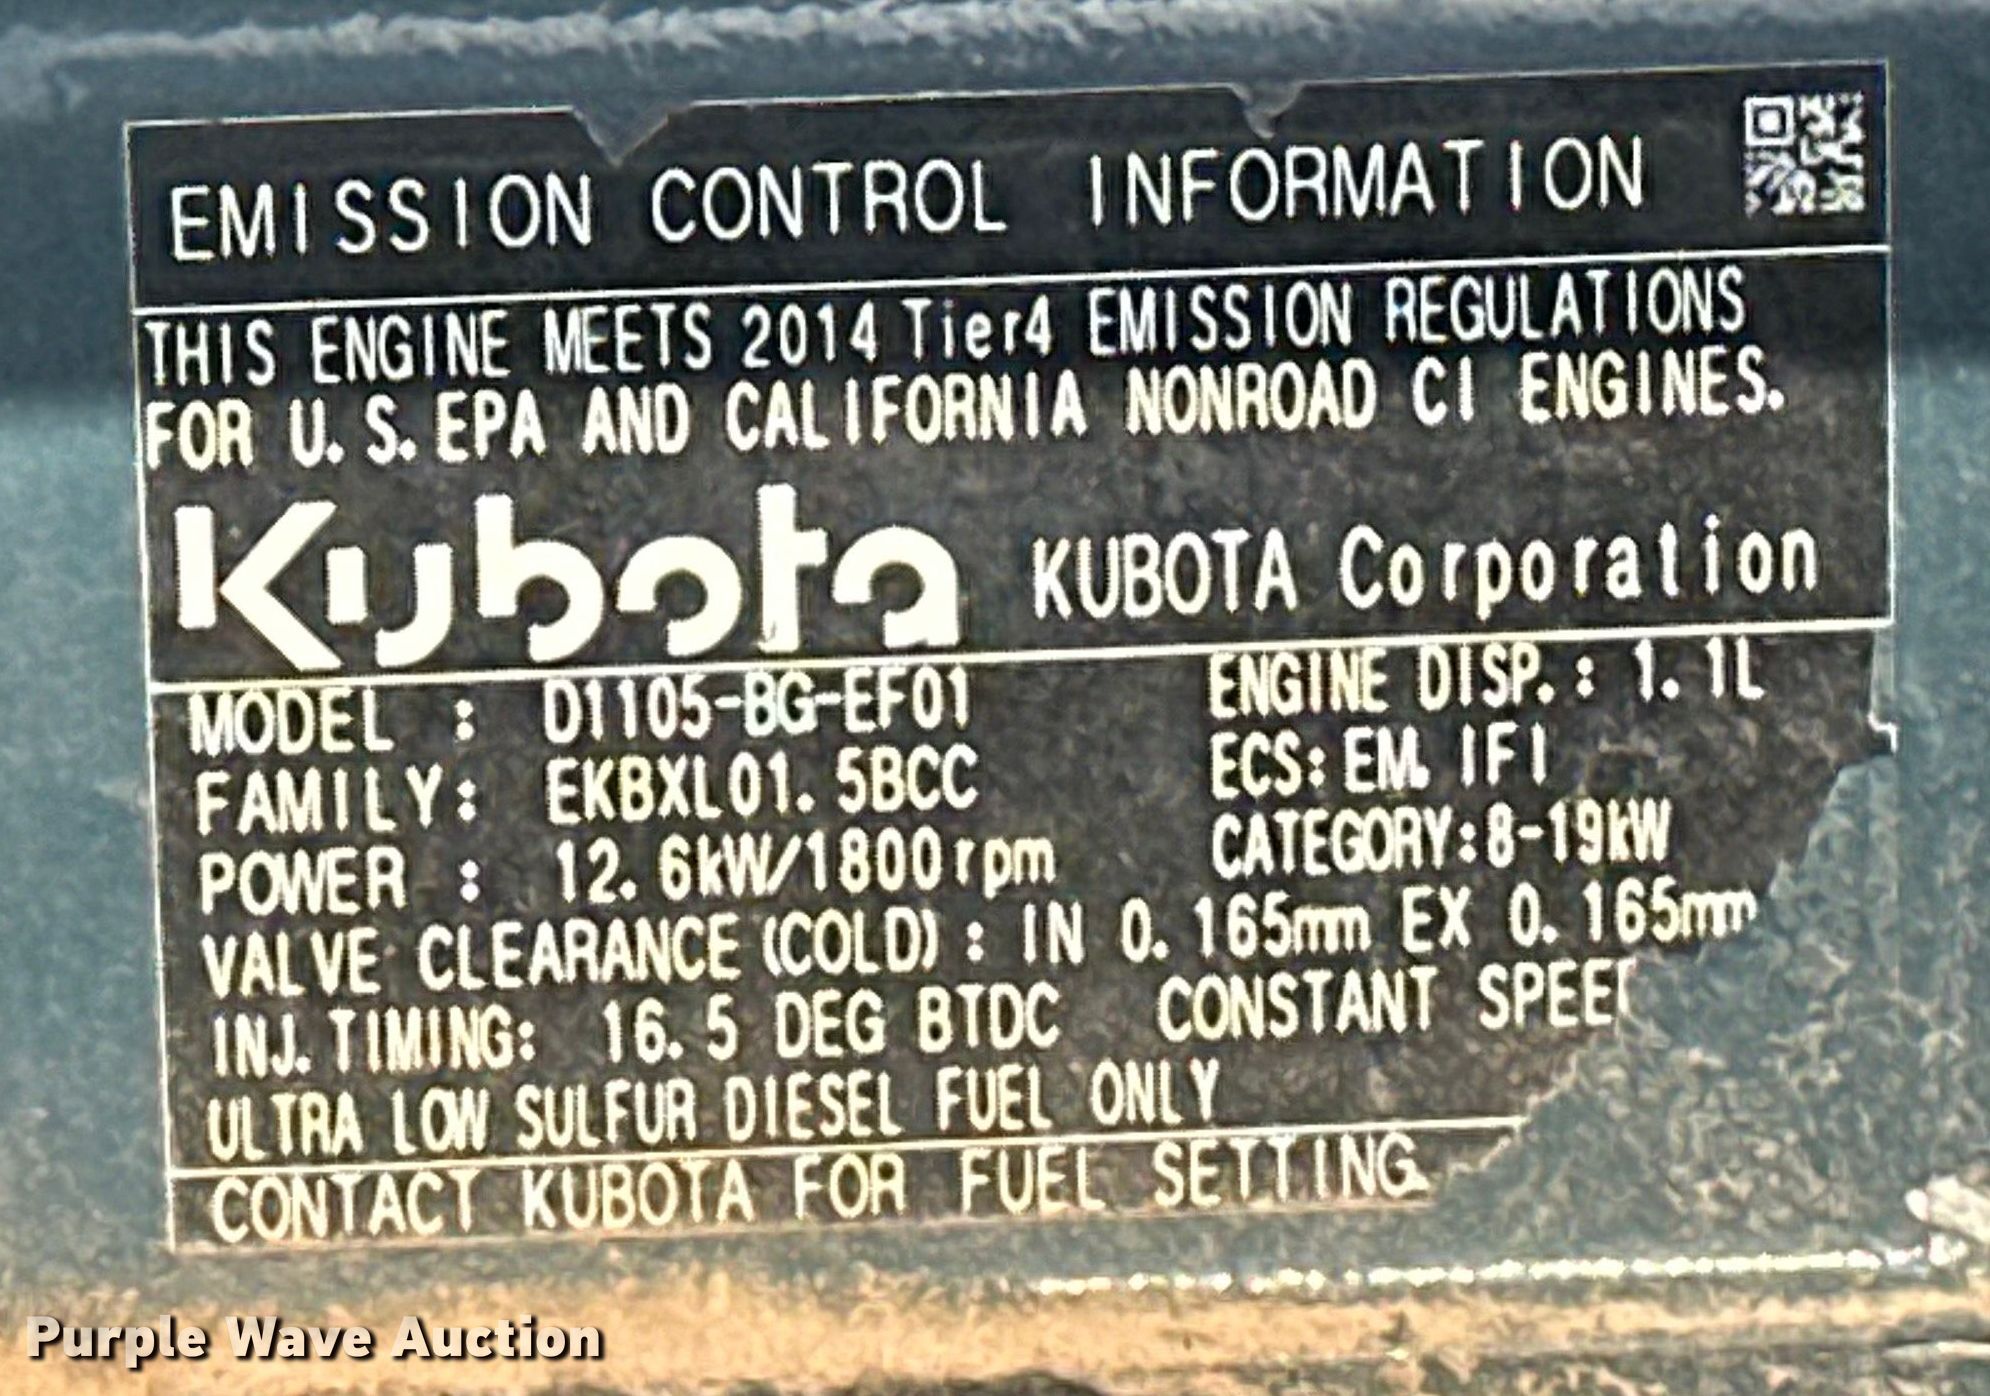 EMISSION CONTROL INFORMATION
THIS ENGINE MEETS 2014 Tier4 EMISSION REGULATIONS
FOR U.S.EPA AND CALIFORNIA NONROAD CI ENGINES.
Kubota KUBOTA Corporation
MODEL : D1105-BG-EF01 ENGINE DISP.: 1.1L
FAMILY: EKBXL01.5BCC ECS: EM. IFI
POWER : 12.6kW/1800rpm CATEGORY:8-19kW
VALVE CLEARANCE(COLD): IN 0.165mm EX 0.165mm
INJ.TIMING: 16.5 DEG BTDC CONSTANT SPEE
ULTRA LOW SULFUR DIESEL FUEL ONLY
CONTACT KUBOTA FOR FUEL SETTING
Purple Wave Auction